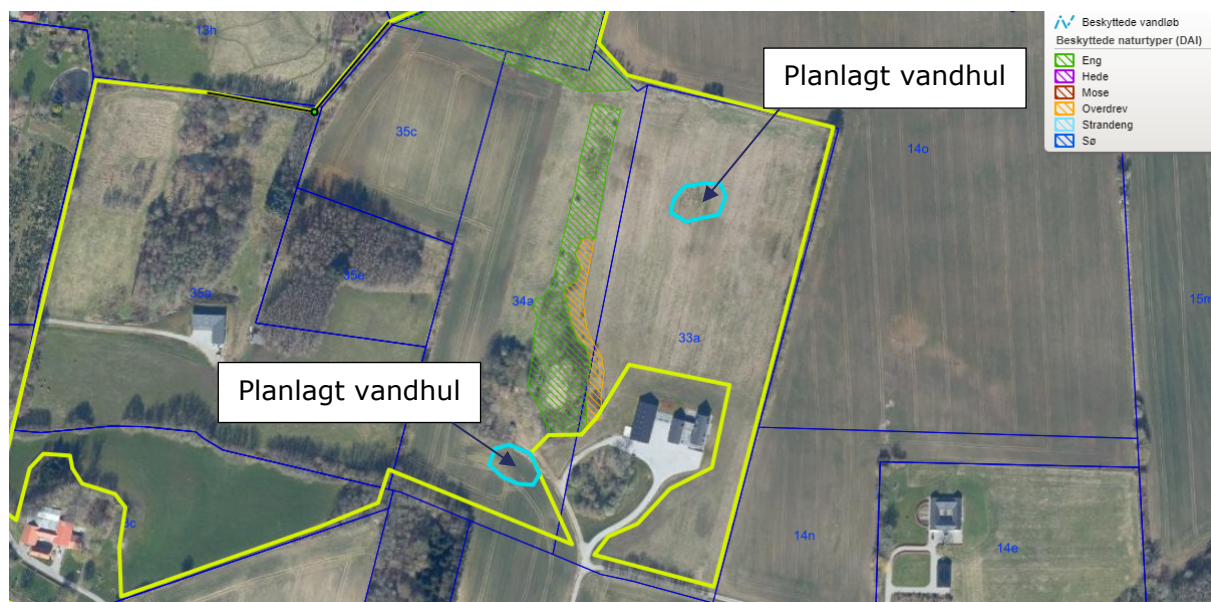 Beskyttede vandløb
Beskyttede naturtyper (DAI)
Eng
Hede
Mose
Overdrev
Strandeng
Sø
Planlagt vandhul
13h
35c
14o
35e
35a
34a
33a
Planlagt vandhul
14n
14e